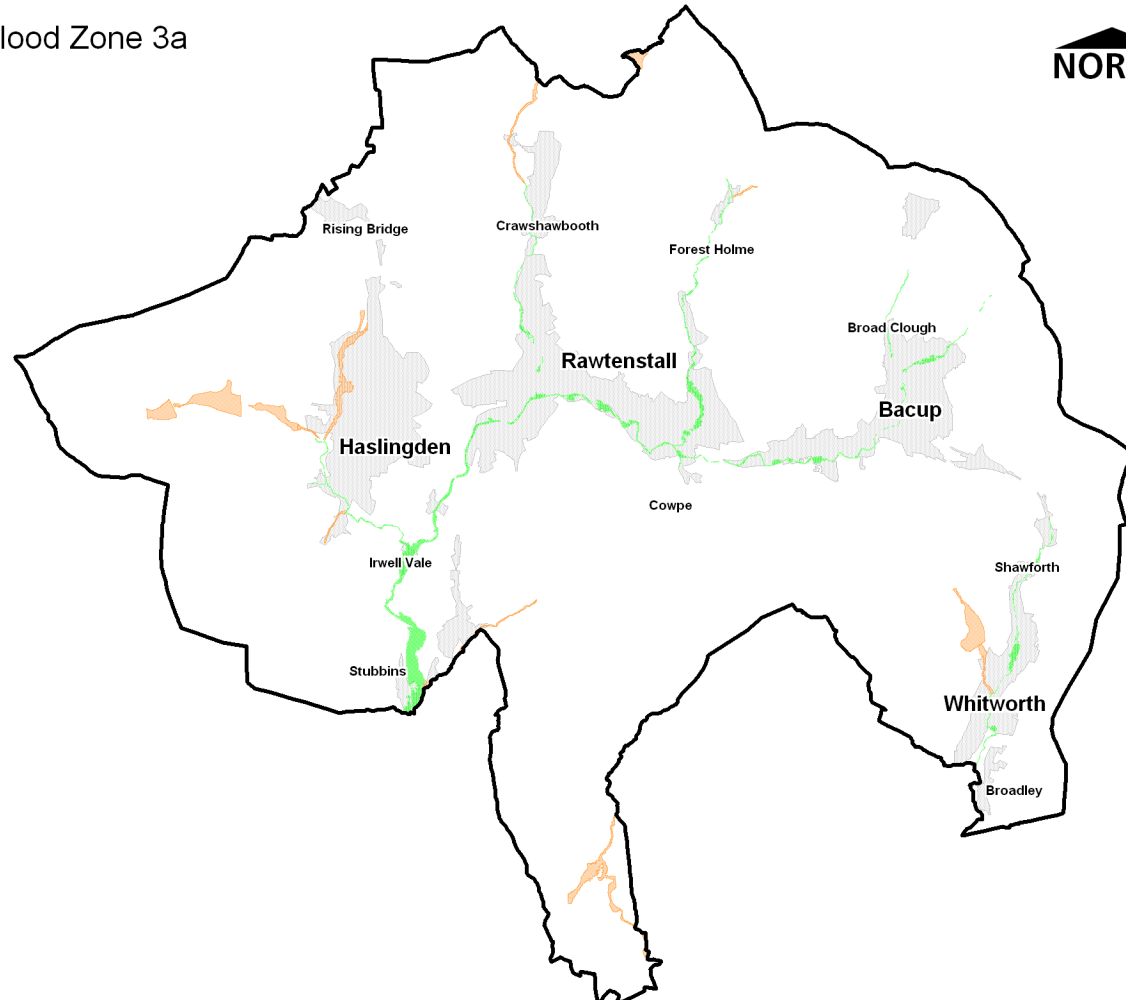 lood Zone 3a
NOR
Rising Bridge
Crawshawbooth
Forest Holme
Broad Clough
Rawtenstall
Bacup
Haslingden
Cowpe
Irwell Vale
Shawforth
Stubbins
Whitworth
Broadley